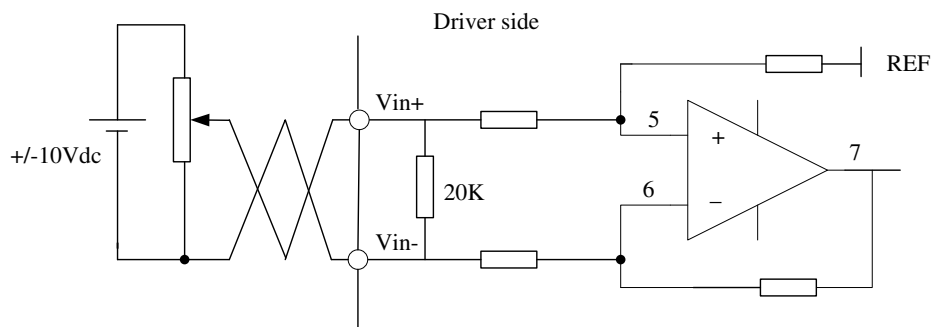 Driver side
REF
Vin+
5
+
7
+/-10Vdc
20K
6
−
Vin-